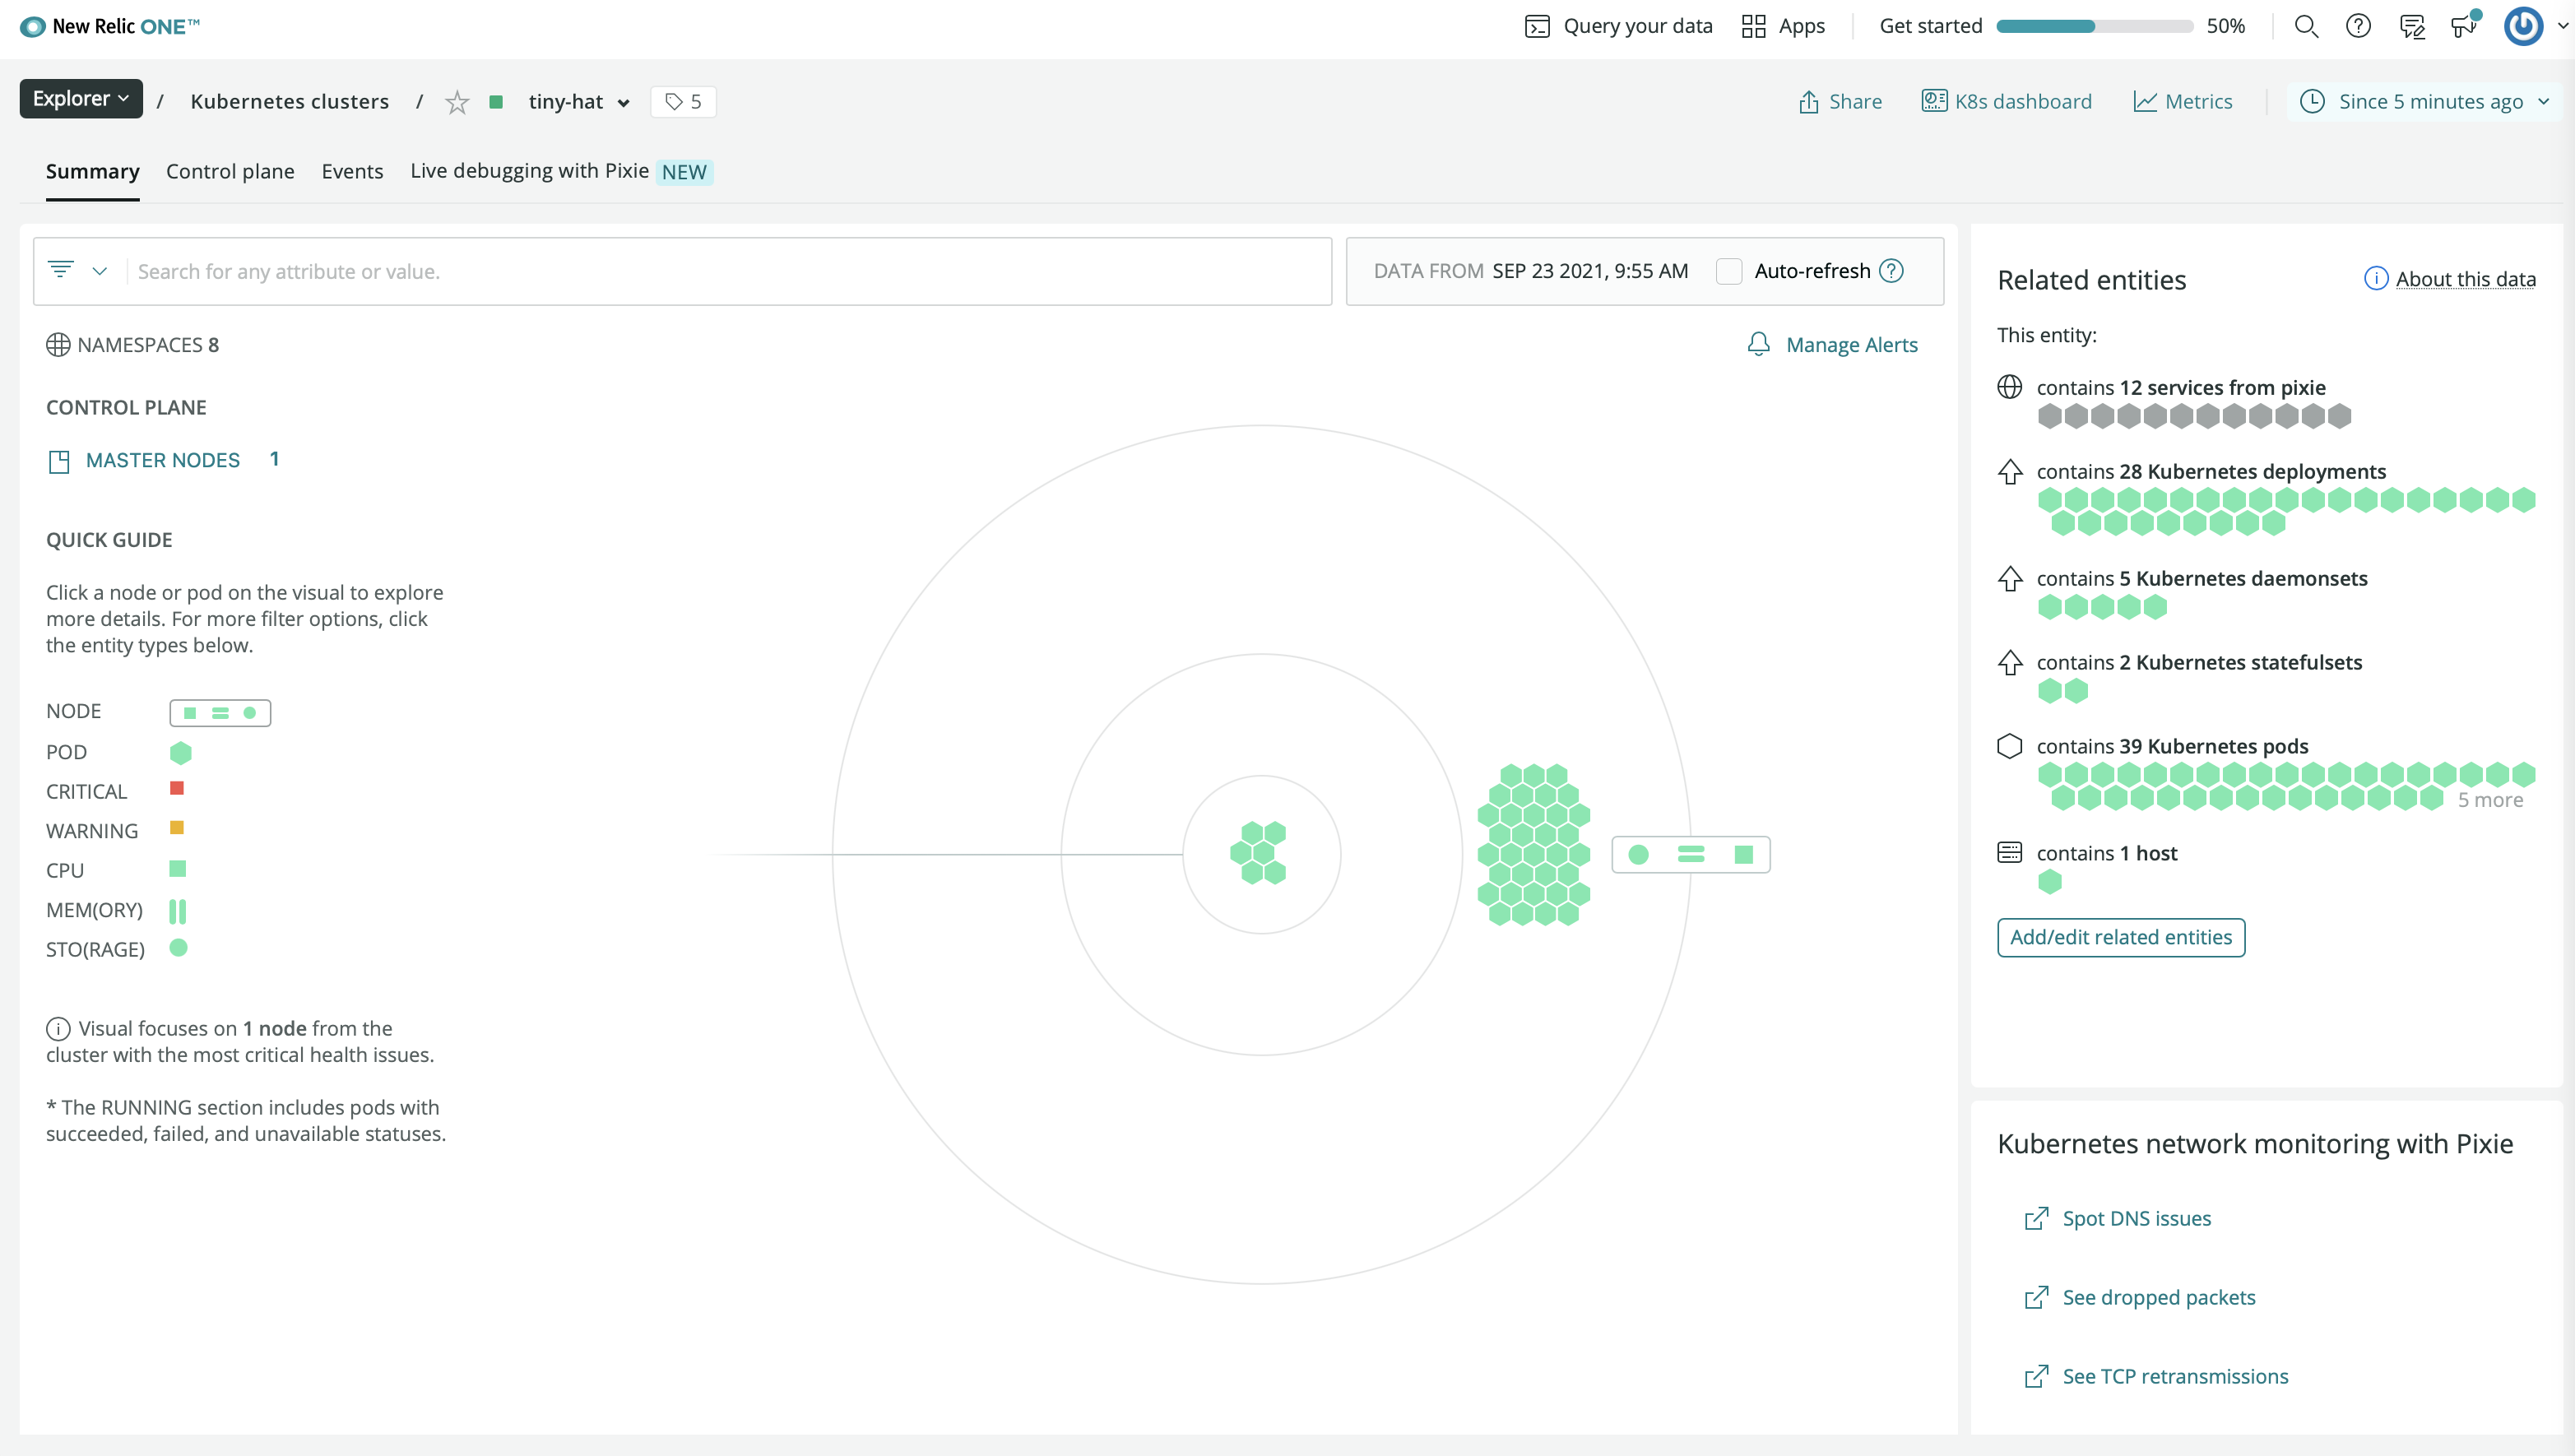 New Relic ONE™
Query your data
Apps
Get started
50%
Explorer
/
Kubernetes clusters
/
tiny-hat
5
Share
K8s dashboard
Metrics
Since 5 minutes ago
Summary
Control plane
Events
Live debugging with Pixie NEW
Search for any attribute or value.
DATA FROM SEP 23 2021, 9:55 AM
Auto-refresh
NAMESPACES 8
Manage Alerts
CONTROL PLANE
MASTER NODES 1
QUICK GUIDE
Click a node or pod on the visual to explore
more details. For more filter options, click
the entity types below.
NODE
POD
CRITICAL
WARNING
CPU
MEM(ORY)
STO(RAGE)
Visual focuses on 1 node from the
cluster with the most critical health issues.
* The RUNNING section includes pods with
succeeded, failed, and unavailable statuses.
Related entities
About this data
This entity:
contains 12 services from pixie
contains 28 Kubernetes deployments
contains 5 Kubernetes daemonsets
contains 2 Kubernetes statefulsets
contains 39 Kubernetes pods
5 more
contains 1 host
Add/edit related entities
Kubernetes network monitoring with Pixie
Spot DNS issues
See dropped packets
See TCP retransmissions